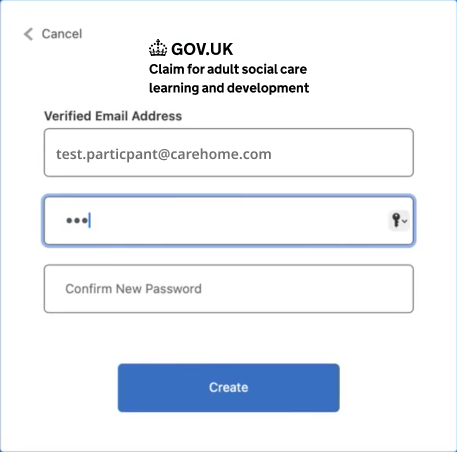 Cancel
GOV.UK
Claim for adult social care
learning and development
Verified Email Address
test.particpant@carehome.com
•••
Confirm New Password
Create